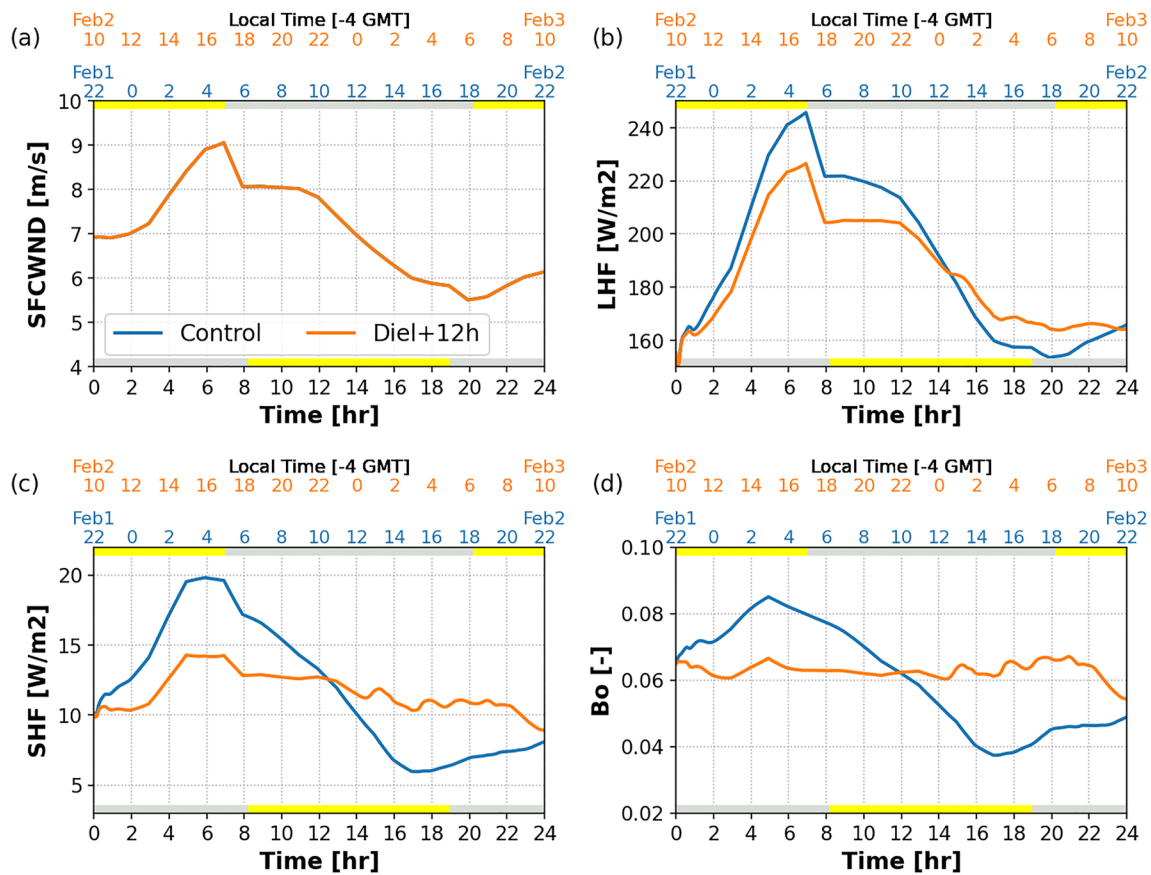 Feb2 Local Time [-4 GMT] Feb3
(a) 10 12 14 16 18 20 22 0 2 4 6 8 10
Feb1 Feb2
22 0 2 4 6 8 10 12 14 16 18 20 22
10
9
8
7
6
5
4
SFCWND [m/s]
Control Diel+12h
0 2 4 6 8 10 12 14 16 18 20 22 24
Time [hr]
Feb2 Local Time [-4 GMT] Feb3
(b) 10 12 14 16 18 20 22 0 2 4 6 8 10
Feb1 Feb2
22 0 2 4 6 8 10 12 14 16 18 20 22
240
220
200
180
160
LHF [W/m2]
0 2 4 6 8 10 12 14 16 18 20 22 24
Time [hr]
Feb2 Local Time [-4 GMT] Feb3
(c) 10 12 14 16 18 20 22 0 2 4 6 8 10
Feb1 Feb2
22 0 2 4 6 8 10 12 14 16 18 20 22
20
15
10
5
SHF [W/m2]
0 2 4 6 8 10 12 14 16 18 20 22 24
Time [hr]
Feb2 Local Time [-4 GMT] Feb3
(d) 10 12 14 16 18 20 22 0 2 4 6 8 10
Feb1 Feb2
22 0 2 4 6 8 10 12 14 16 18 20 22
0.10
0.08
0.06
0.04
0.02
Bo [-]
0 2 4 6 8 10 12 14 16 18 20 22 24
Time [hr]